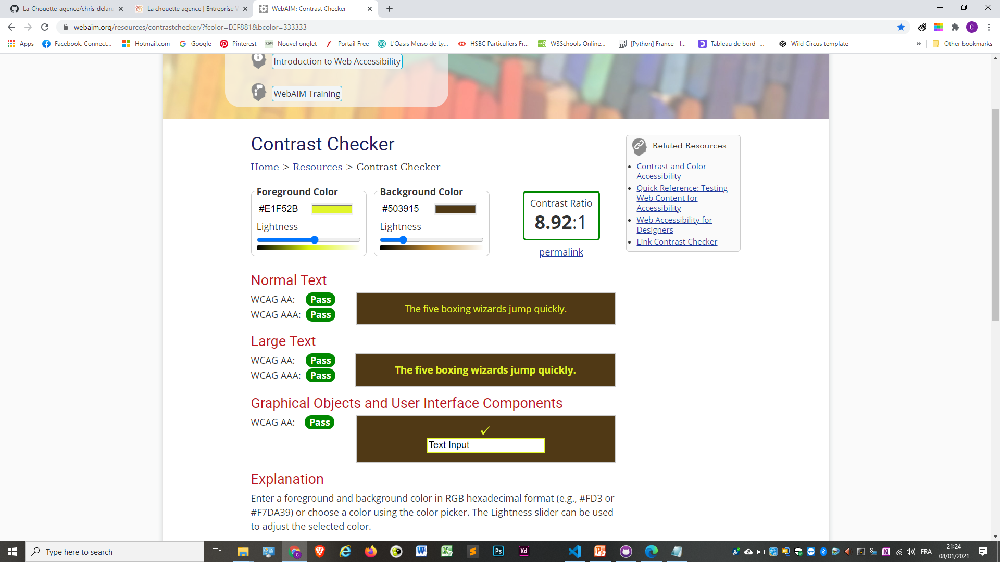 La-Chouette-agence/chris-delaru
La chouette agence | Entreprise W
WebAIM: Contrast Checker
webaim.org/resources/contrastchecker/?fcolor=ECF881&bcolor=333333
C
Apps
Facebook. Connect...
Hotmail.com
Google
Pinterest
Nouvel onglet
Portail Free
L'Oasïs Meïsō de Ly...
HSBC Particuliers Fr...
W3Schools Online...
[Python] France - I...
Tableau de bord -...
Wild Circus template
»
Other bookmarks
Introduction to Web Accessibility
WebAIM Training
Contrast Checker
Home > Resources > Contrast Checker
Foreground Color
#E1F52B
Lightness
Background Color
#503915
Lightness
Contrast Ratio
8.92:1
permalink
Related Resources
Contrast and Color
Accessibility
Quick Reference: Testing
Web Content for
Accessibility
Web Accessibility for
Designers
Link Contrast Checker
Normal Text
WCAG AA: Pass
WCAG AAA: Pass
The five boxing wizards jump quickly.
Large Text
WCAG AA: Pass
WCAG AAA: Pass
The five boxing wizards jump quickly.
Graphical Objects and User Interface Components
WCAG AA: Pass
✓
Text Input
Explanation
Enter a foreground and background color in RGB hexadecimal format (e.g., #FD3 or
#F7DA39) or choose a color using the color picker. The Lightness slider can be used
to adjust the selected color.
Type here to search
Ps
Xd
FRA
21:24
08/01/2021